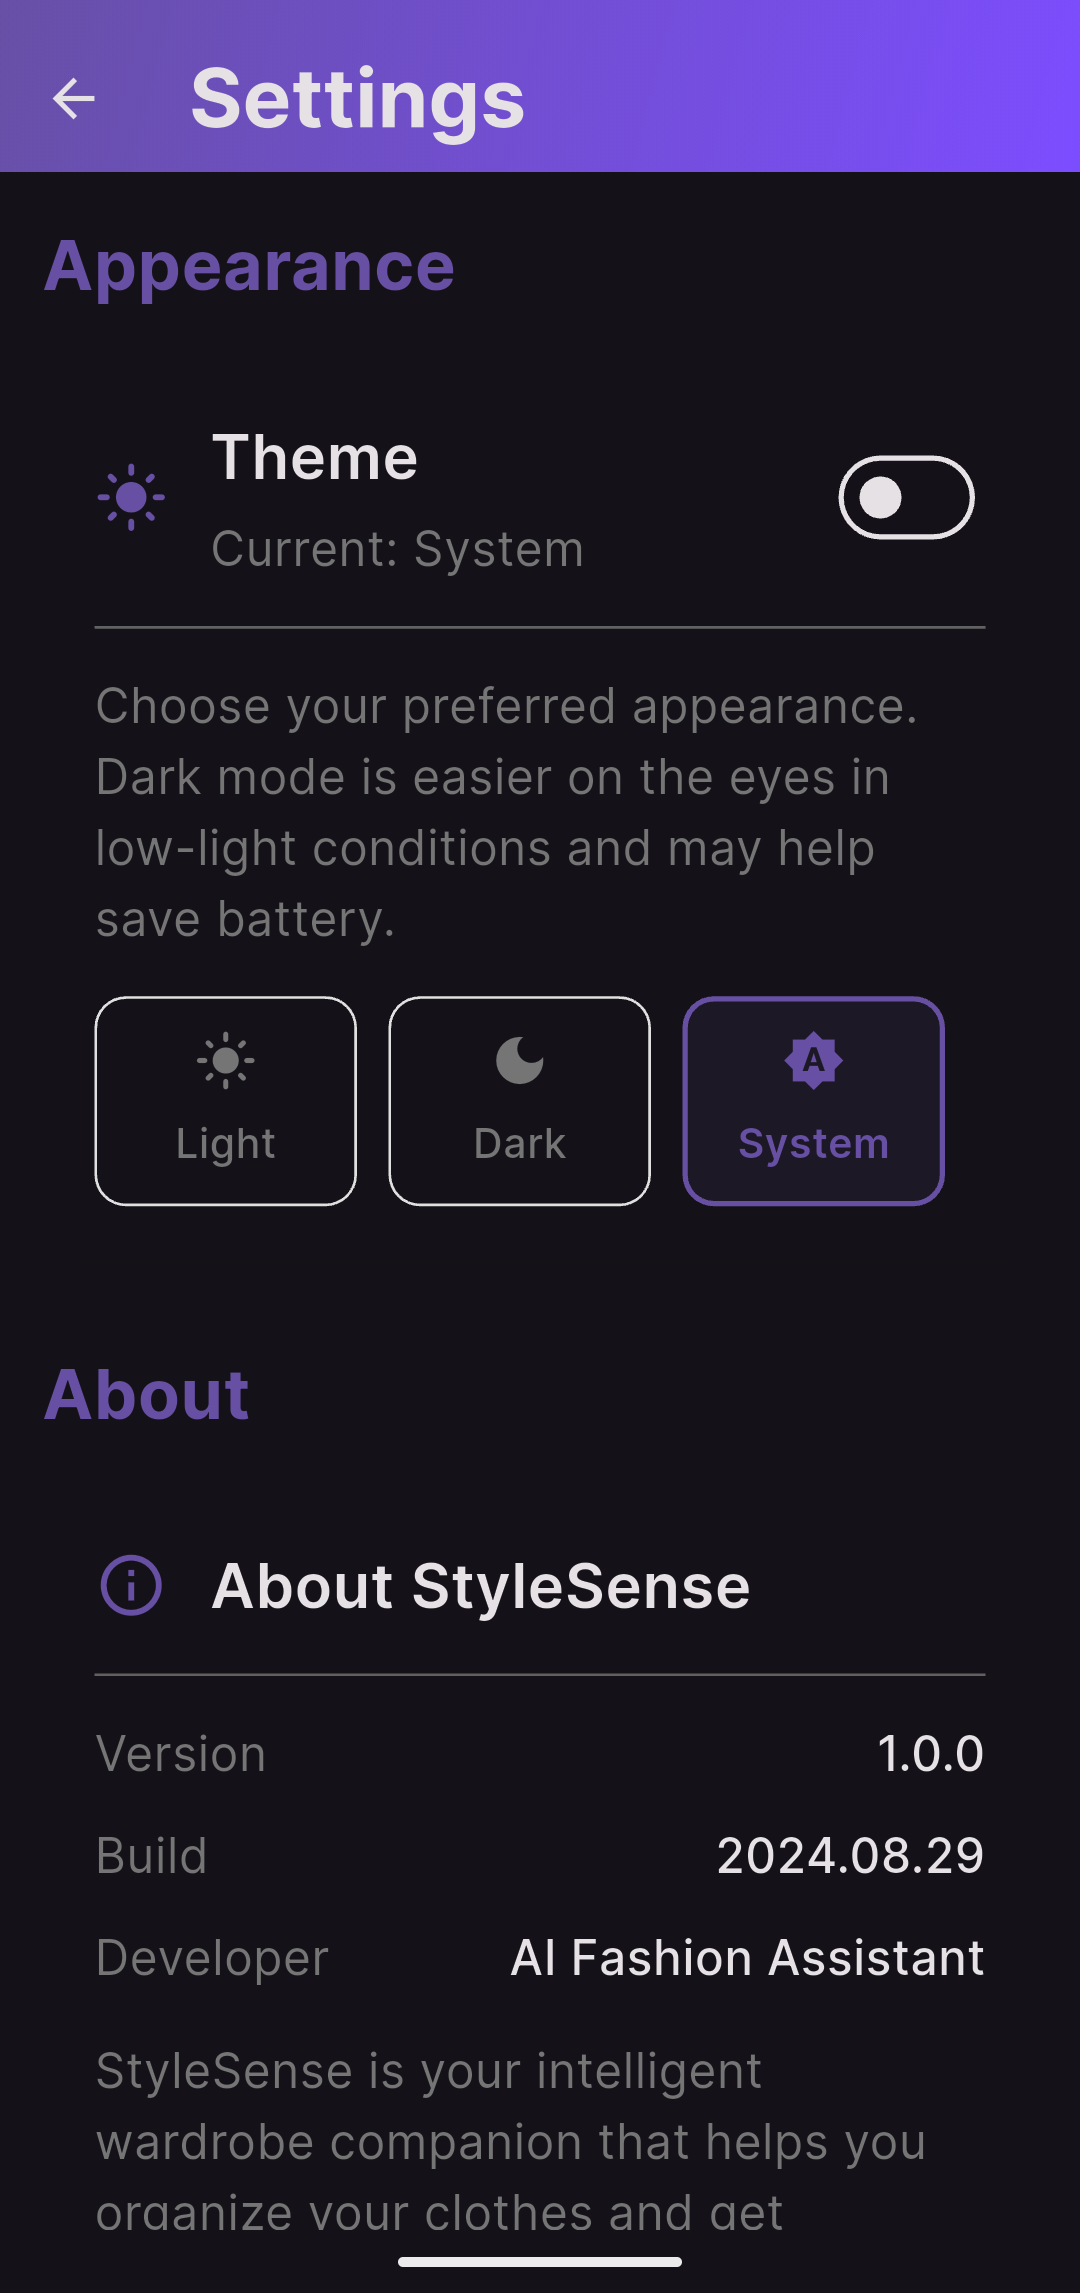 Settings
Appearance
Theme
Current: System
Choose your preferred appearance.
Dark mode is easier on the eyes in
low-light conditions and may help
save battery.
Light
Dark
A
System
About
About StyleSense
Version
1.0.0
Build
2024.08.29
Developer
AI Fashion Assistant
StyleSense is your intelligent
wardrobe companion that helps you
organize your clothes and get